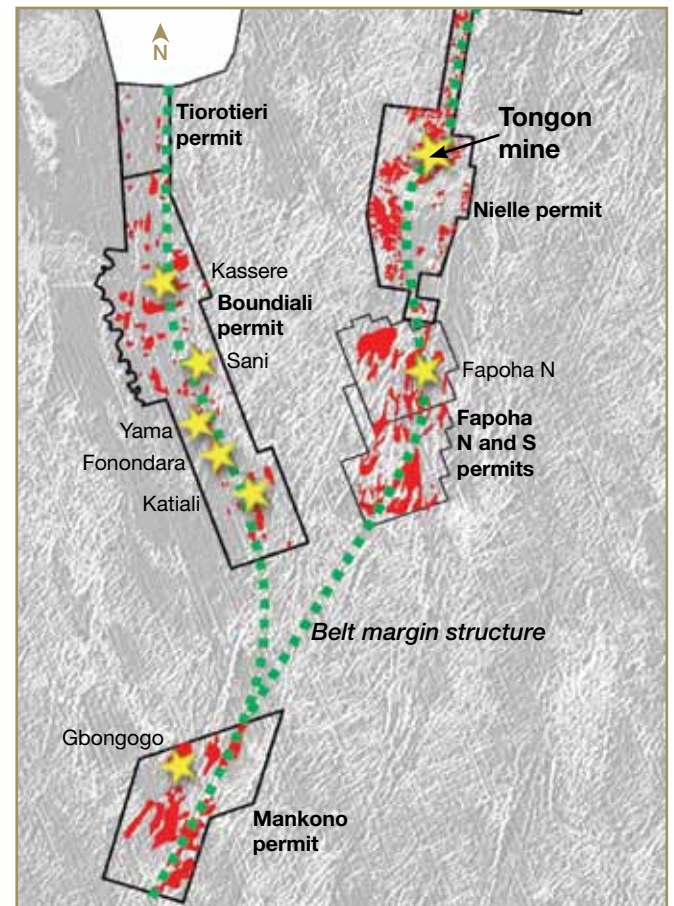 N
Tiorotieri
permit
Tongon
mine
Nielle permit
Kassere
Boundiali
permit
Sani
Fapoha N
Yama
Fapoha
N and S
permits
Fonondara
Katiali
Belt margin structure
Gbongogo
Mankono
permit